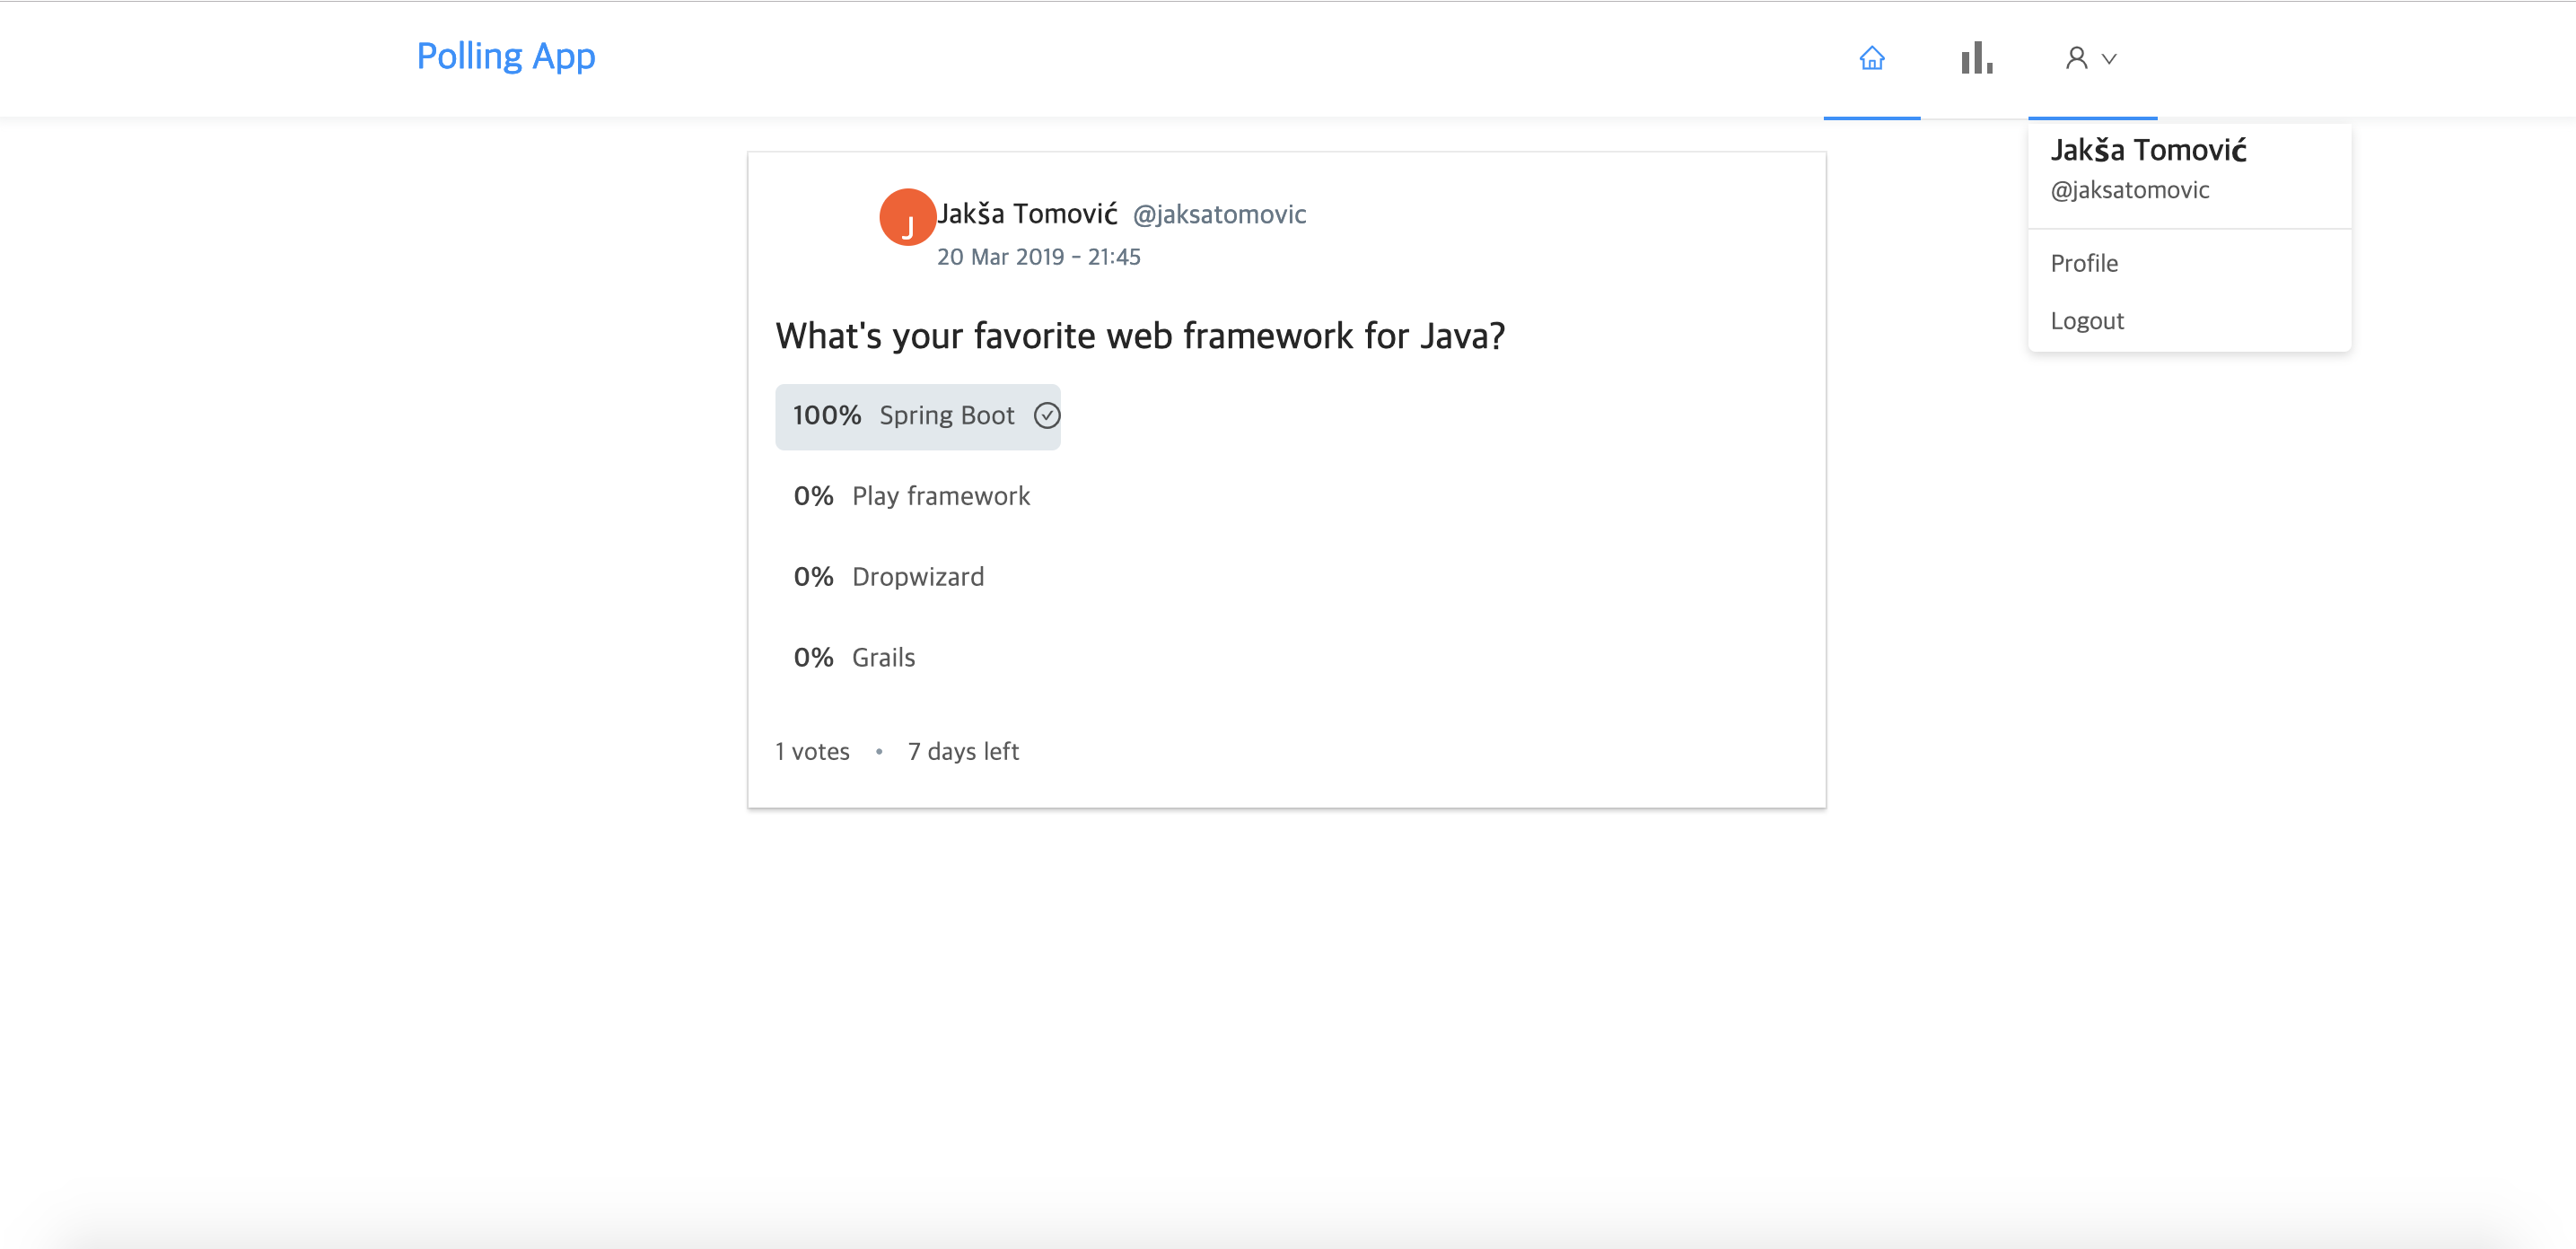 Polling App
Jakša Tomović
@jaksatomovic
Profile
Logout
J
Jakša Tomović @jaksatomovic
20 Mar 2019 - 21:45
What's your favorite web framework for Java?
100% Spring Boot
0% Play framework
0% Dropwizard
0% Grails
1 votes • 7 days left